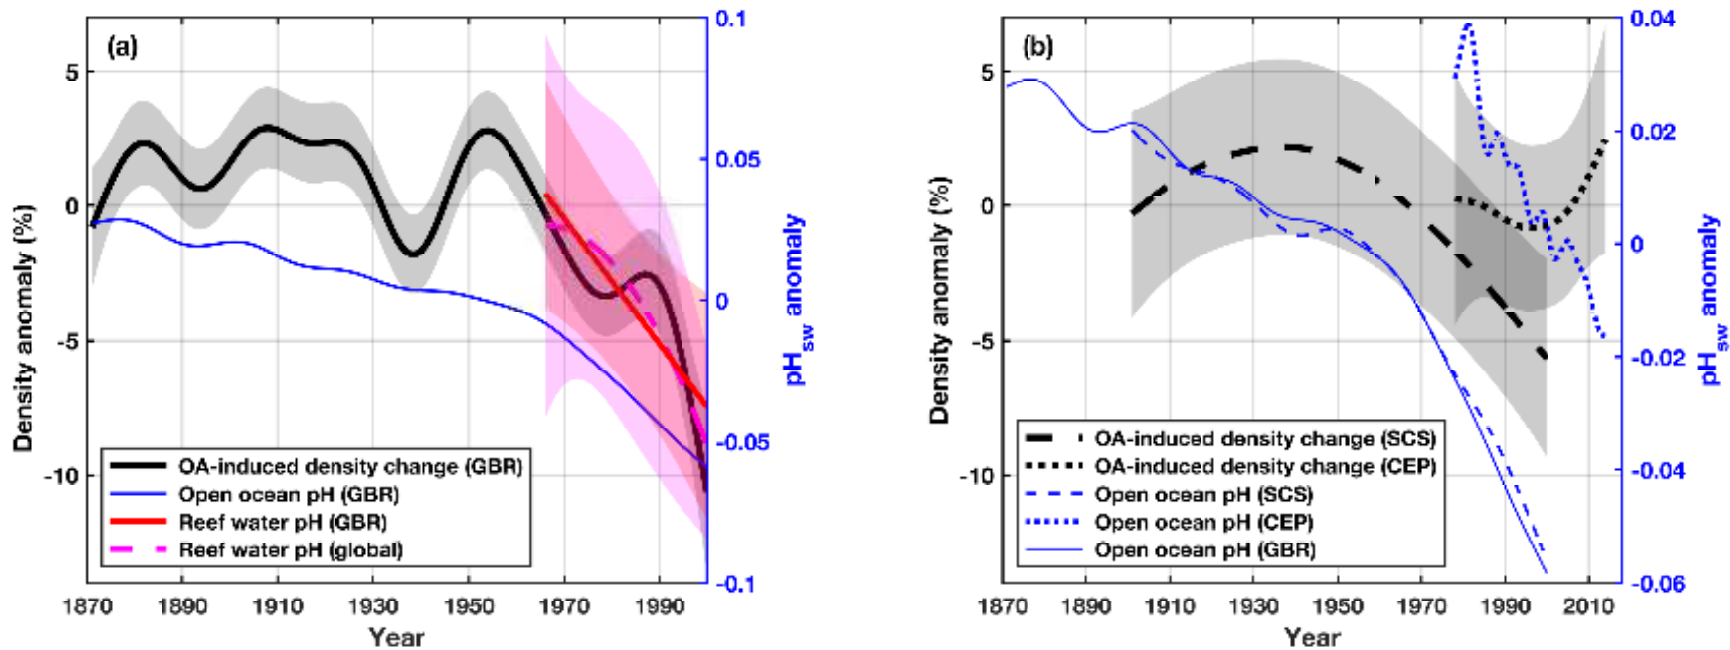 (a)
5
0
-5
-10
Density anomaly (%)
0.1
0.05
0
-0.05
-0.1
pHsw anomaly
OA-induced density change (GBR)
Open ocean pH (GBR)
Reef water pH (GBR)
Reef water pH (global)
1870 1890 1910 1930 1950 1970 1990
Year
(b)
5
0
-5
-10
Density anomaly (%)
0.04
0.02
0
-0.02
-0.04
-0.06
pHsw anomaly
OA-induced density change (SCS)
OA-induced density change (CEP)
Open ocean pH (SCS)
Open ocean pH (CEP)
Open ocean pH (GBR)
1870 1890 1910 1930 1950 1970 1990 2010
Year